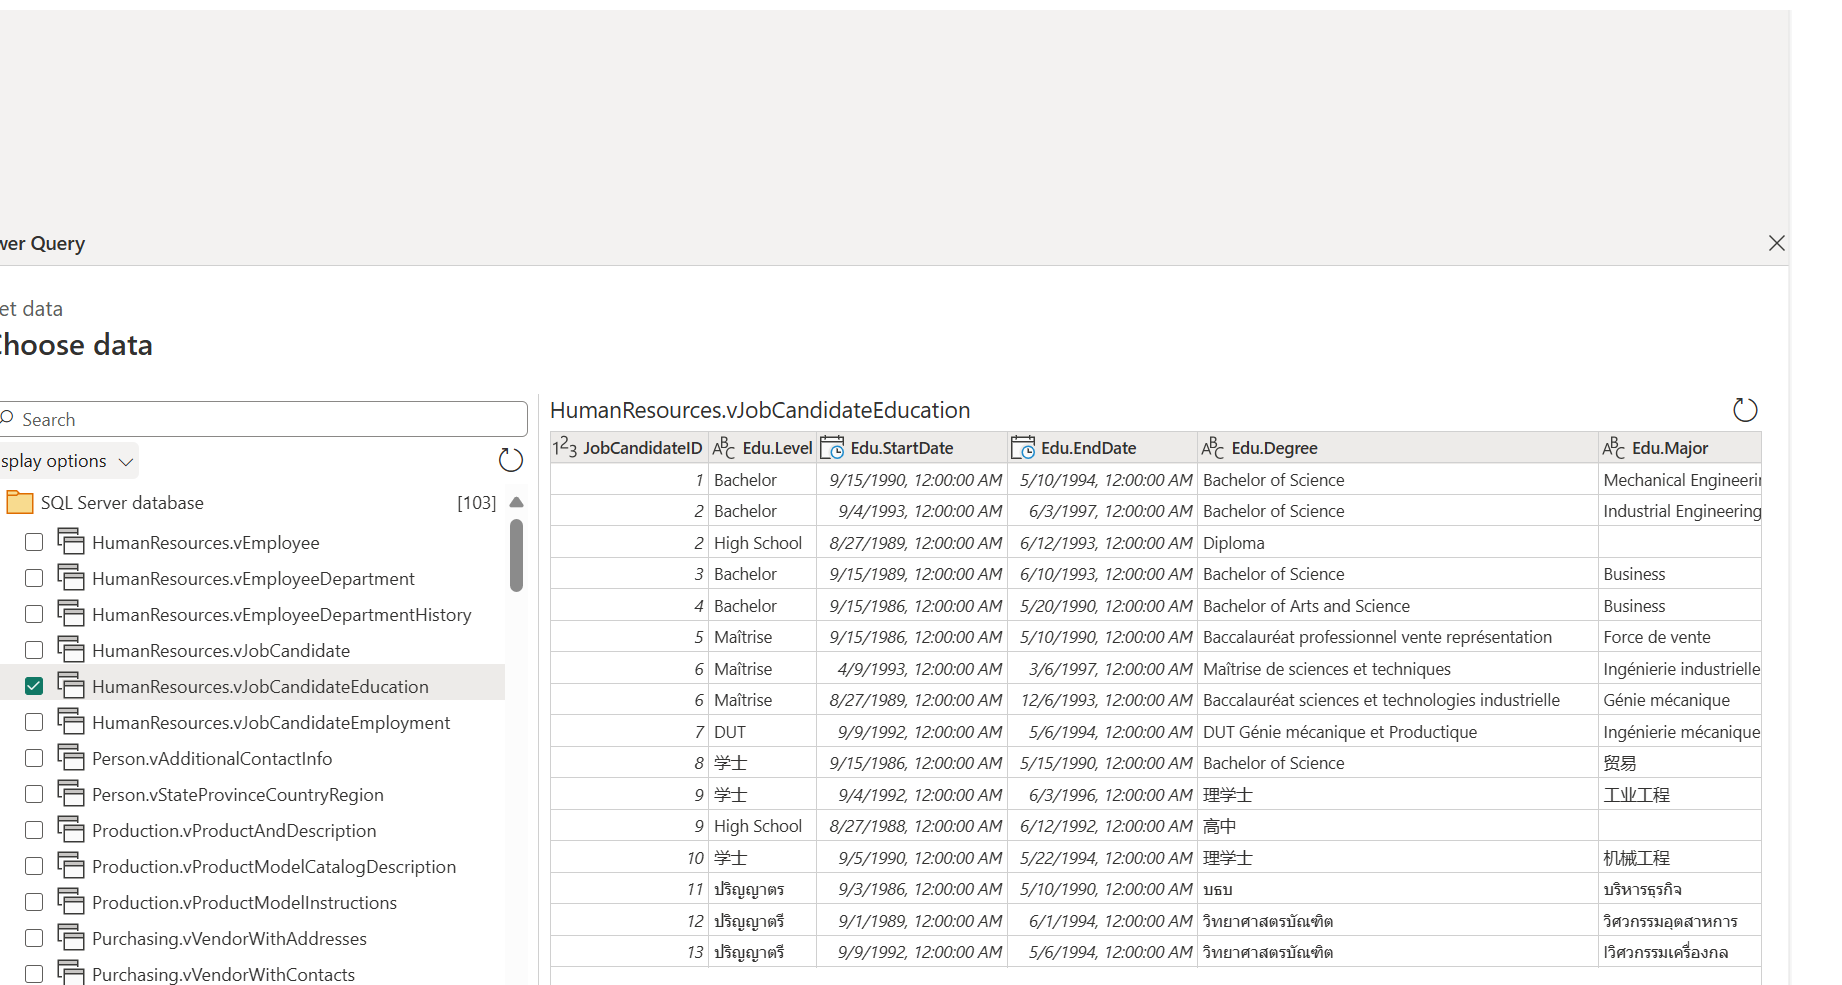 wer Query
et data
Choose data
Search
splay options
SQL Server database [103]
HumanResources.vEmployee
HumanResources.vEmployeeDepartment
HumanResources.vEmployeeDepartmentHistory
HumanResources.vJobCandidate
HumanResources.vJobCandidateEducation
HumanResources.vJobCandidateEmployment
Person.vAdditionalContactInfo
Person.vStateProvinceCountryRegion
Production.vProductAndDescription
Production.vProductModelCatalogDescription
Production.vProductModelInstructions
Purchasing.vVendorWithAddresses
Purchasing.vVendorWithContacts
HumanResources.vJobCandidateEducation
123 JobCandidateID ABC Edu.Level Edu.StartDate Edu.EndDate ABC Edu.Degree ABC Edu.Major
1 Bachelor 9/15/1990, 12:00:00 AM 5/10/1994, 12:00:00 AM Bachelor of Science Mechanical Engineerin
2 Bachelor 9/4/1993, 12:00:00 AM 6/3/1997, 12:00:00 AM Bachelor of Science Industrial Engineering
2 High School 8/27/1989, 12:00:00 AM 6/12/1993, 12:00:00 AM Diploma
3 Bachelor 9/15/1989, 12:00:00 AM 6/10/1993, 12:00:00 AM Bachelor of Science Business
4 Bachelor 9/15/1986, 12:00:00 AM 5/20/1990, 12:00:00 AM Bachelor of Arts and Science Business
5 Maîtrise 9/15/1986, 12:00:00 AM 5/10/1990, 12:00:00 AM Baccalauréat professionnel vente représentation Force de vente
6 Maîtrise 4/9/1993, 12:00:00 AM 3/6/1997, 12:00:00 AM Maîtrise de sciences et techniques Ingénierie industrielle
6 Maîtrise 8/27/1989, 12:00:00 AM 12/6/1993, 12:00:00 AM Baccalauréat sciences et technologies industrielle Génie mécanique
7 DUT 9/9/1992, 12:00:00 AM 5/6/1994, 12:00:00 AM DUT Génie mécanique et Productique Ingénierie mécanique
8 学士 9/15/1986, 12:00:00 AM 5/15/1990, 12:00:00 AM Bachelor of Science 贸易
9 学士 9/4/1992, 12:00:00 AM 6/3/1996, 12:00:00 AM 理学士 工业工程
9 High School 8/27/1988, 12:00:00 AM 6/12/1992, 12:00:00 AM 高中
10 学士 9/5/1990, 12:00:00 AM 5/22/1994, 12:00:00 AM 理学士 机械工程
11 ปริญญาตร 9/3/1986, 12:00:00 AM 5/10/1990, 12:00:00 AM บธบ บริหารธุรกิจ
12 ปริญญาตรี 9/1/1989, 12:00:00 AM 6/1/1994, 12:00:00 AM วิทยาศาสตรบัณฑิต วิศวกรรมอุตสาหการ
13 ปริญญาตรี 9/9/1992, 12:00:00 AM 5/6/1994, 12:00:00 AM วิทยาศาสตรบัณฑิต lวิศวกรรมเครื่องกล